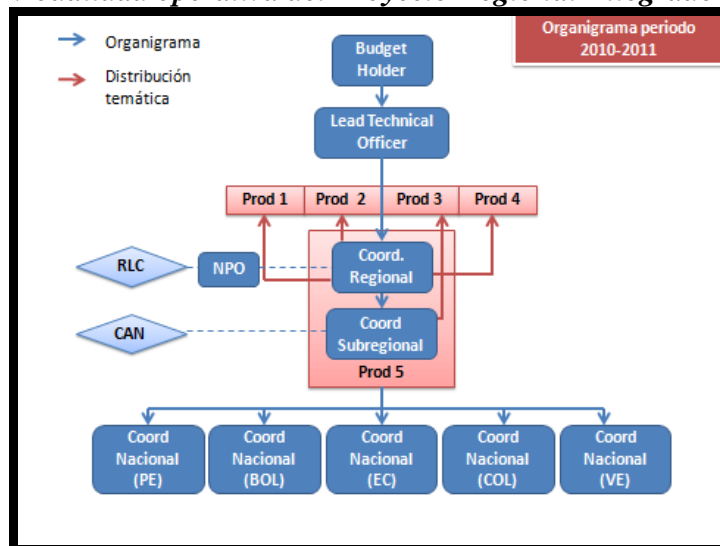 Organigrama
Distribución
temática
Organigrama periodo
2010-2011
Budget
Holder
Lead Technical
Officer
Prod 1
Prod 2
Prod 3
Prod 4
RLC
NPO
Coord.
Regional
CAN
Coord
Subregional
Prod 5
Coord
Nacional
(PE)
Coord
Nacional
(BOL)
Coord
Nacional
(EC)
Coord
Nacional
(COL)
Coord
Nacional
(VE)